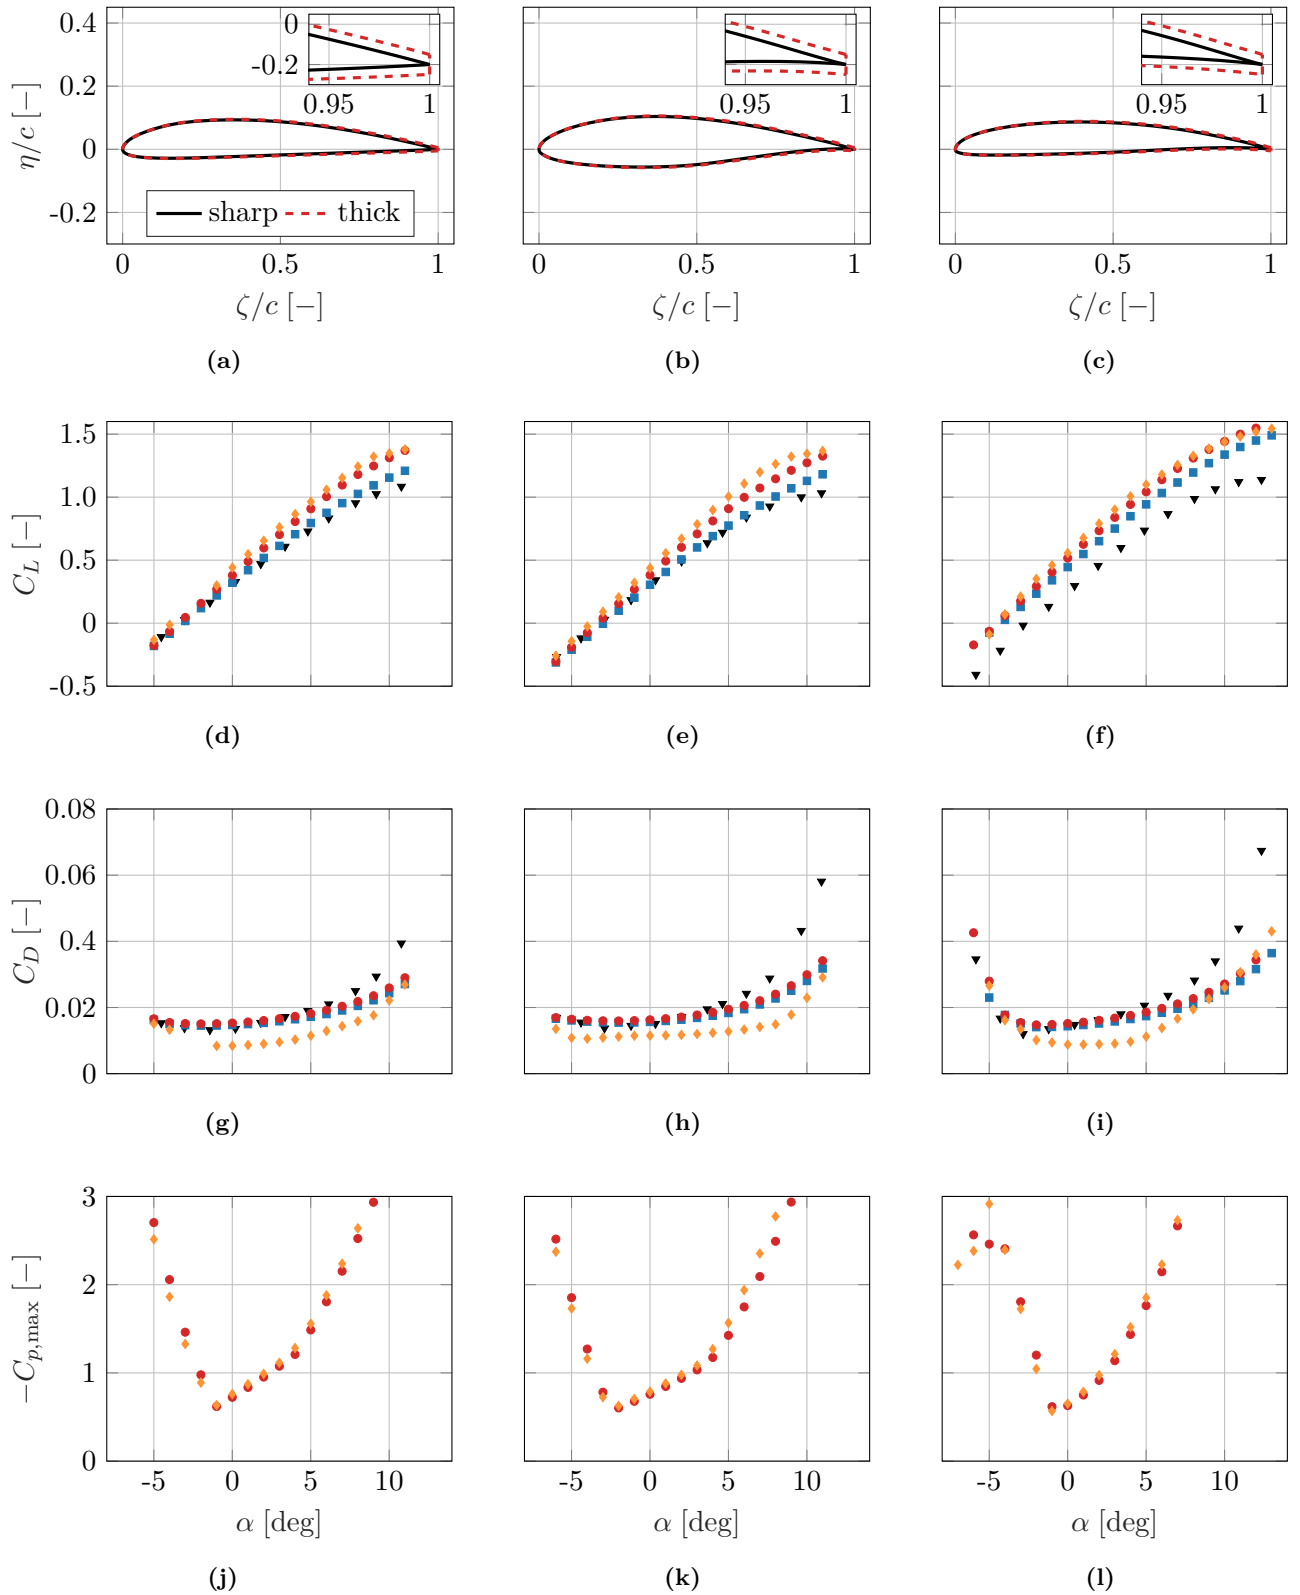 0.4
0.2
0
-0.2
η/c [−]
0
-0.2
0.95 1
sharp thick
0 0.5 1
ζ/c [−]
(a)
0.95 1
0 0.5 1
ζ/c [−]
(b)
0.95 1
0 0.5 1
ζ/c [−]
(c)
1.5
1.0
0.5
0
-0.5
C_L [−]
(d)
(e)
(f)
0.08
0.06
0.04
0.02
0
C_D [−]
(g)
(h)
(i)
3
2
1
0
−C_{p,max} [−]
-5 0 5 10
α [deg]
(j)
-5 0 5 10
α [deg]
(k)
-5 0 5 10
α [deg]
(l)